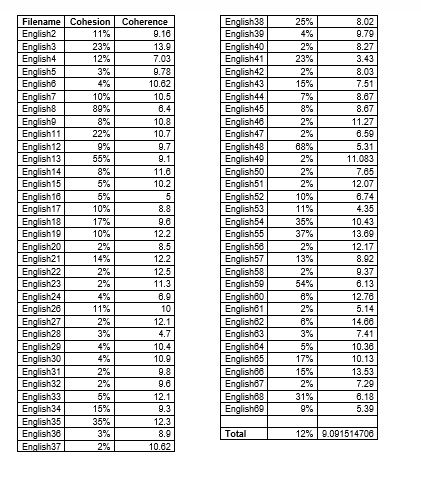 Filename Cohesion Coherence
English2 11% 9.16
English3 23% 13.9
English4 12% 7.03
English5 3% 9.78
English6 4% 10.62
English7 10% 10.5
English8 89% 6.4
English9 8% 10.8
English11 22% 10.7
English12 9% 9.7
English13 55% 9.1
English14 8% 11.6
English15 5% 10.2
English16 5% 5
English17 10% 8.8
English18 17% 9.6
English19 10% 12.2
English20 2% 8.5
English21 14% 12.2
English22 2% 12.5
English23 2% 11.3
English24 4% 6.9
English26 11% 10
English27 2% 12.1
English28 3% 4.7
English29 4% 10.4
English30 4% 10.9
English31 2% 9.8
English32 2% 9.6
English33 5% 12.1
English34 15% 9.3
English35 35% 12.3
English36 3% 8.9
English37 2% 10.62
English38 25% 8.02
English39 4% 9.79
English40 2% 8.27
English41 23% 3.43
English42 2% 8.03
English43 15% 7.51
English44 7% 8.67
English45 8% 8.67
English46 2% 11.27
English47 2% 6.59
English48 68% 5.31
English49 2% 11.083
English50 2% 7.65
English51 2% 12.07
English52 10% 6.74
English53 11% 4.35
English54 35% 10.43
English55 37% 13.69
English56 2% 12.17
English57 13% 8.92
English58 2% 9.37
English59 54% 6.13
English60 6% 12.76
English61 2% 5.14
English62 6% 14.66
English63 3% 7.41
English64 5% 10.36
English65 17% 10.13
English66 15% 13.53
English67 2% 7.29
English68 31% 6.18
English69 9% 5.39
Total 12% 9.091514706